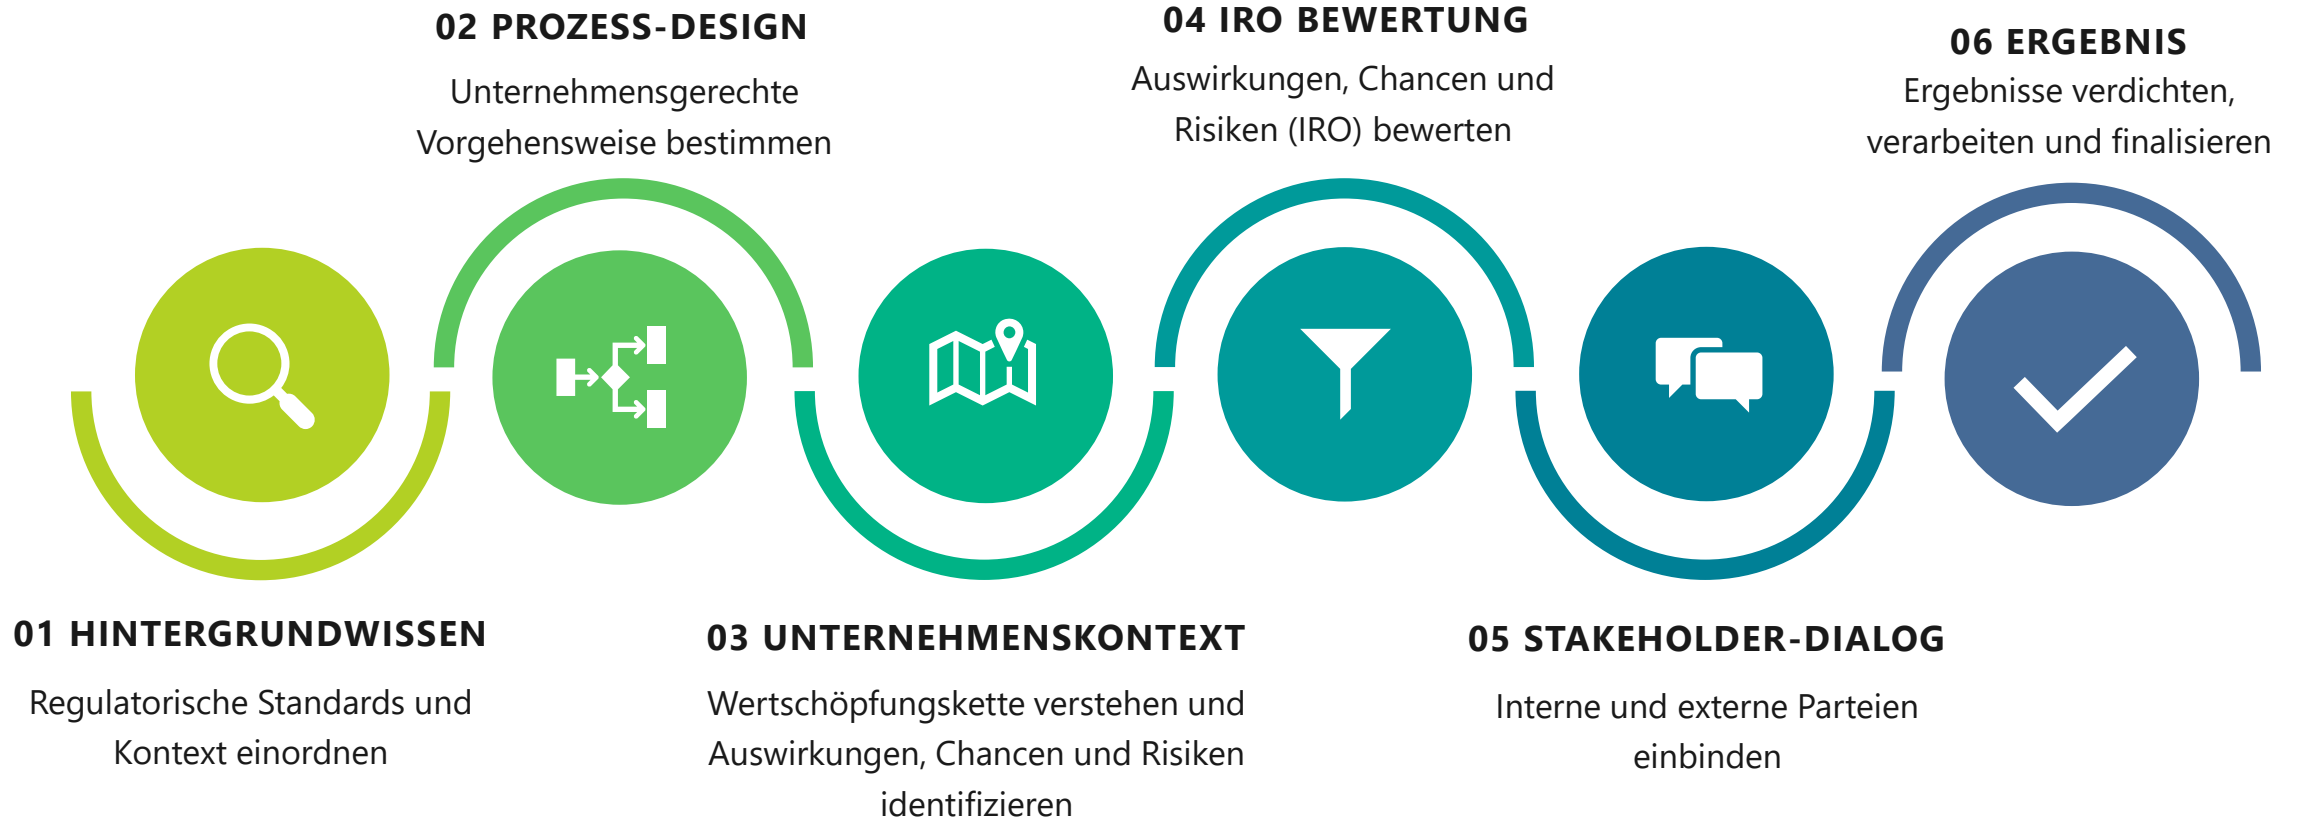 01 HINTERGRUNDWISSEN
Regulatorische Standards und
Kontext einordnen
02 PROZESS-DESIGN
Unternehmensgerechte
Vorgehensweise bestimmen
03 UNTERNEHMENSKONTEXT
Wertschöpfungskette verstehen und
Auswirkungen, Chancen und Risiken
identifizieren
04 IRO BEWERTUNG
Auswirkungen, Chancen und
Risiken (IRO) bewerten
05 STAKEHOLDER-DIALOG
Interne und externe Parteien
einbinden
06 ERGEBNIS
Ergebnisse verdichten,
verarbeiten und finalisieren